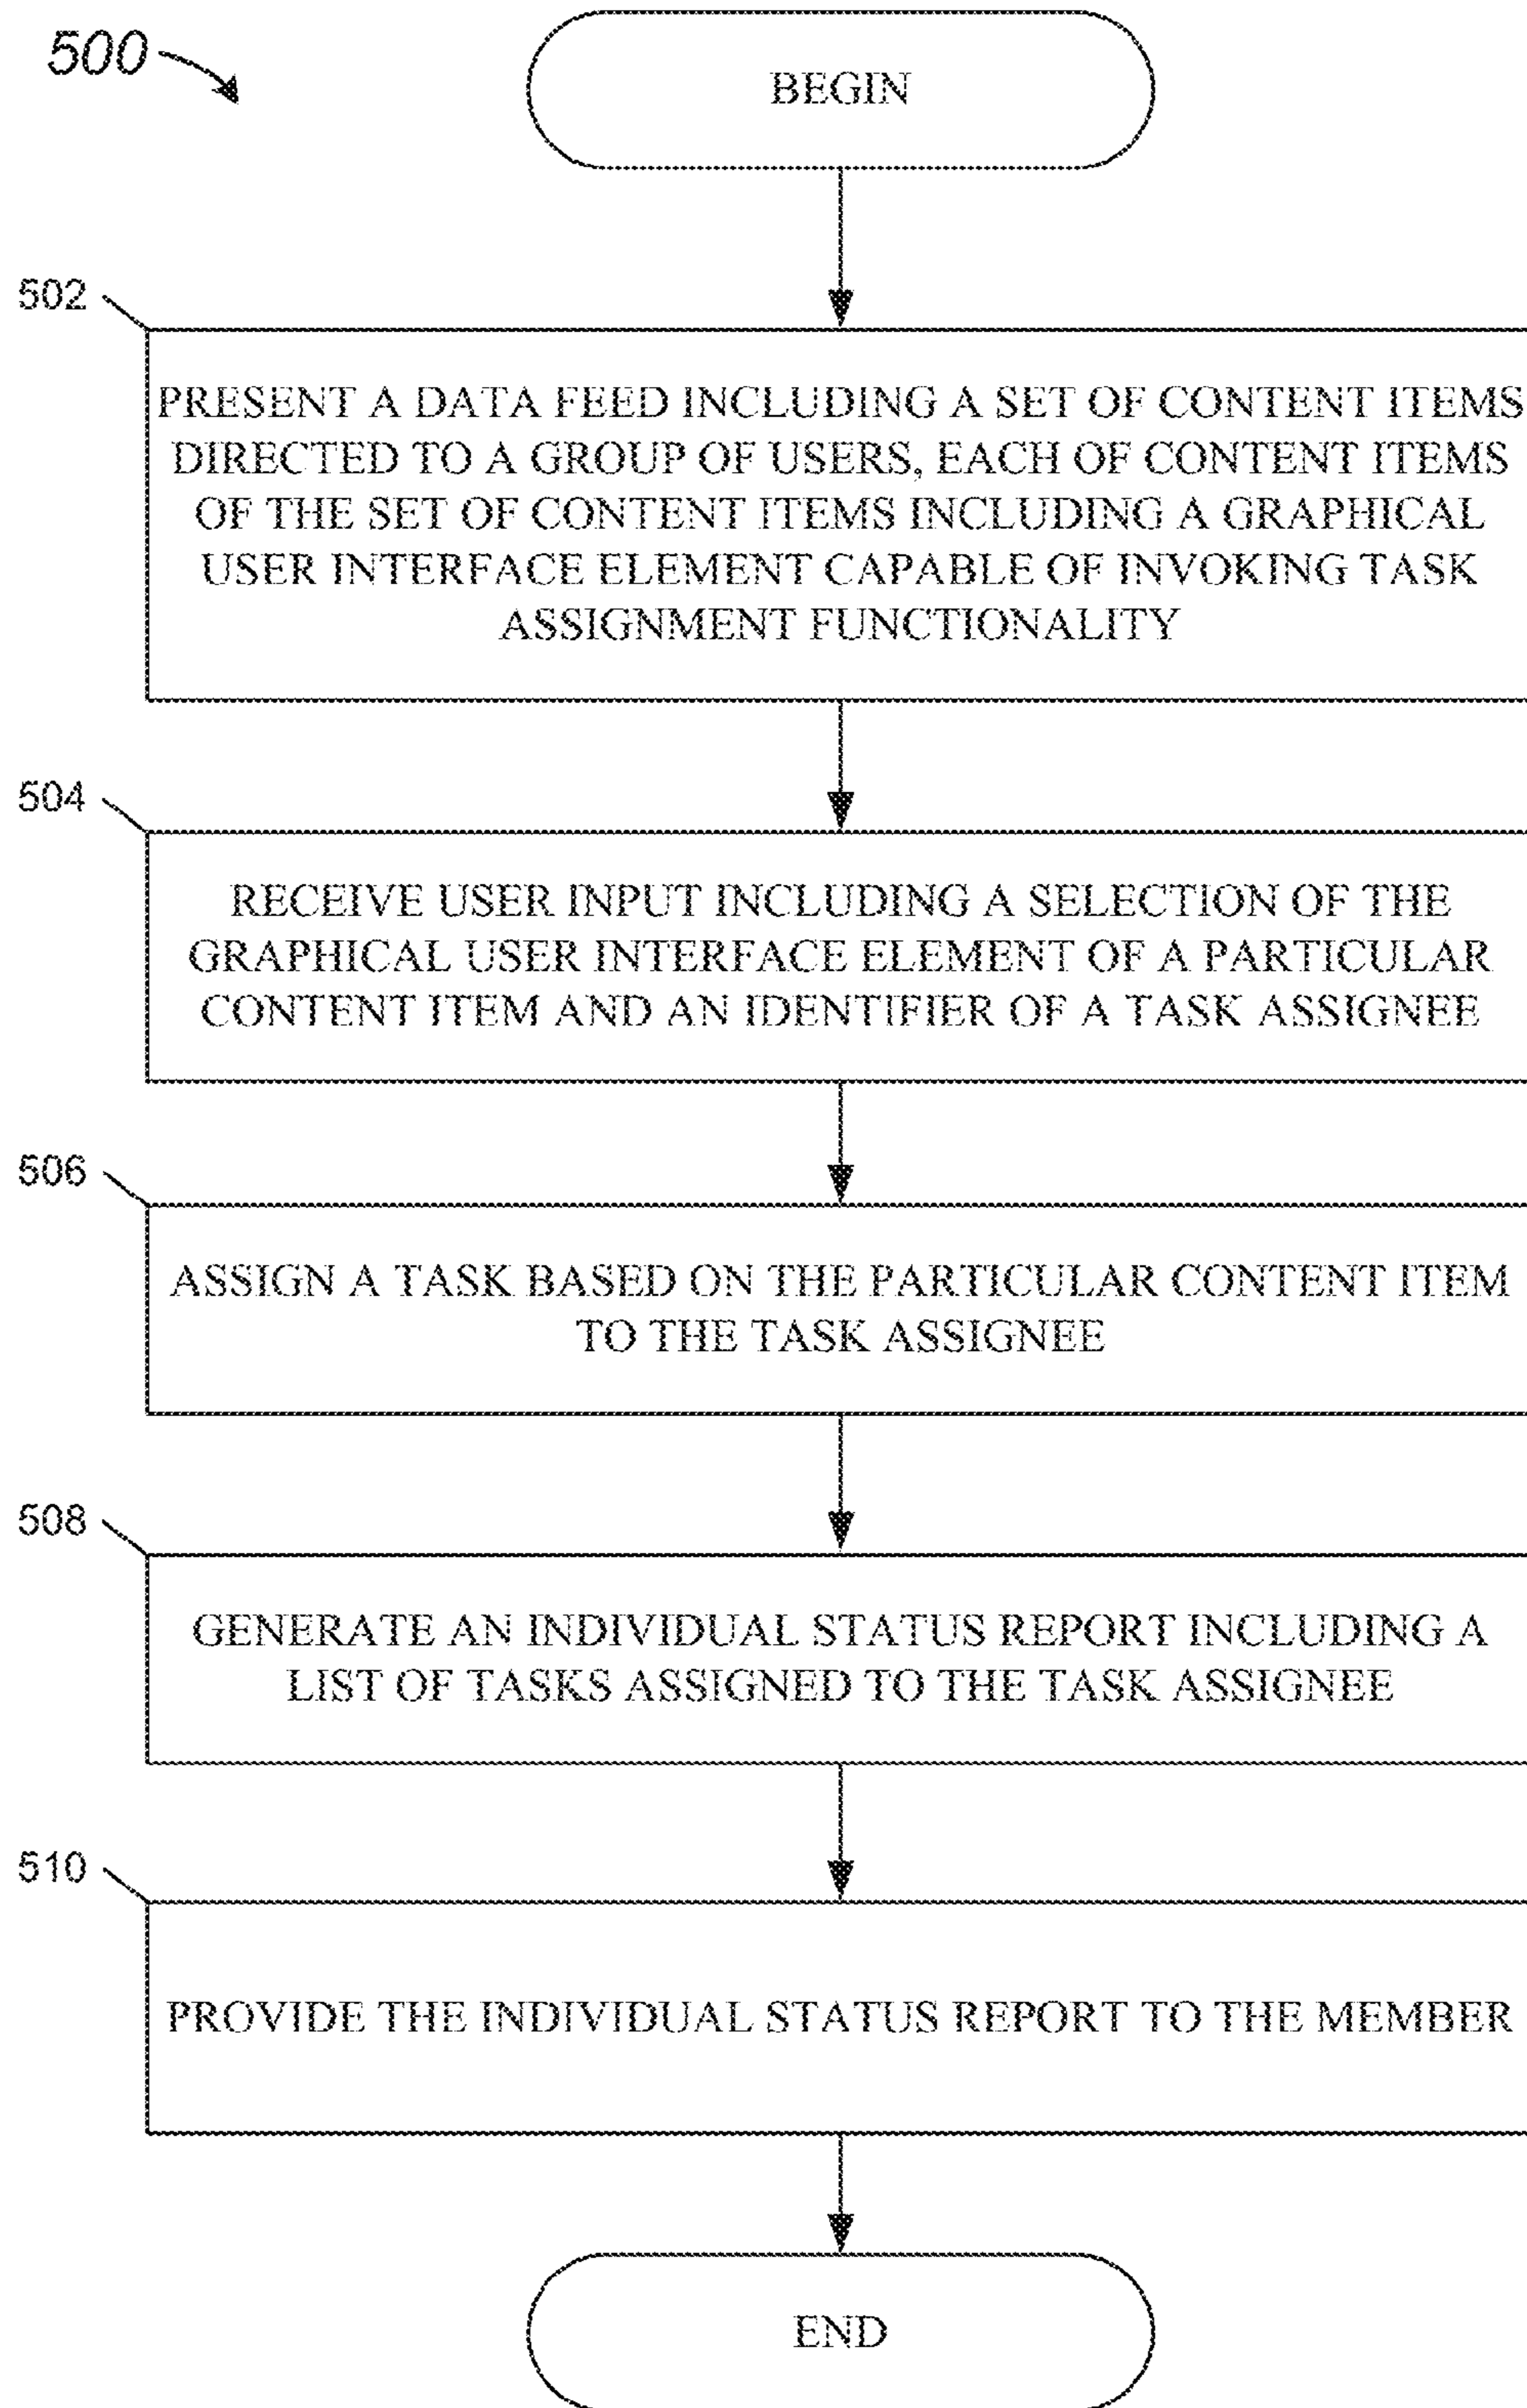 500
BEGIN
502
PRESENT A DATA FEED INCLUDING A SET OF CONTENT ITEMS
DIRECTED TO A GROUP OF USERS, EACH OF CONTENT ITEMS
OF THE SET OF CONTENT ITEMS INCLUDING A GRAPHICAL
USER INTERFACE ELEMENT CAPABLE OF INVOKING TASK
ASSIGNMENT FUNCTIONALITY
504
RECEIVE USER INPUT INCLUDING A SELECTION OF THE
GRAPHICAL USER INTERFACE ELEMENT OF A PARTICULAR
CONTENT ITEM AND AN IDENTIFIER OF A TASK ASSIGNEE
506
ASSIGN A TASK BASED ON THE PARTICULAR CONTENT ITEM
TO THE TASK ASSIGNEE
508
GENERATE AN INDIVIDUAL STATUS REPORT INCLUDING A
LIST OF TASKS ASSIGNED TO THE TASK ASSIGNEE
510
PROVIDE THE INDIVIDUAL STATUS REPORT TO THE MEMBER
END